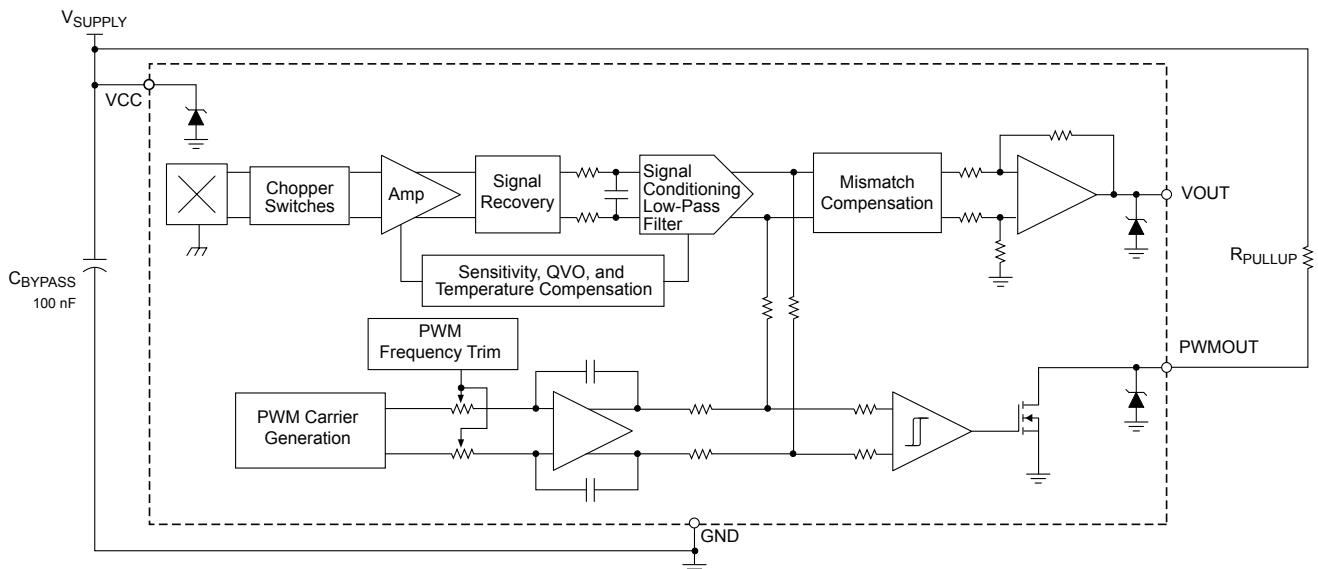 VSUPPLY
VCC
Chopper
Switches
Amp
Signal
Recovery
Signal
Conditioning
Low-Pass
Filter
Mismatch
Compensation
VOUT
CBYPASS
100 nF
Sensitivity, QVO, and
Temperature Compensation
RPULLUP
PWM
Frequency Trim
PWMOUT
PWM Carrier
Generation
GND